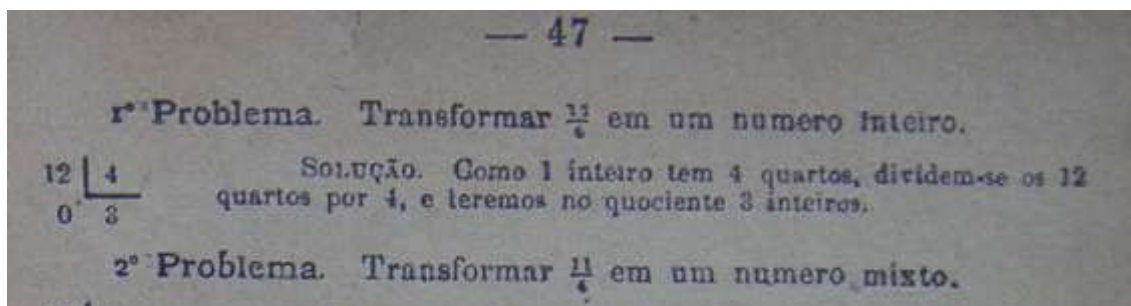 — 47 —
1º Problema. Transformar 12/4 em um numero inteiro.
12 | 4 SOLUÇÃO. Como 1 inteiro tem 4 quartos, dividem-se os 12
0 3 quartos por 4, e teremos no quociente 3 inteiros.
2º Problema. Transformar 11/4 em um numero mixto.